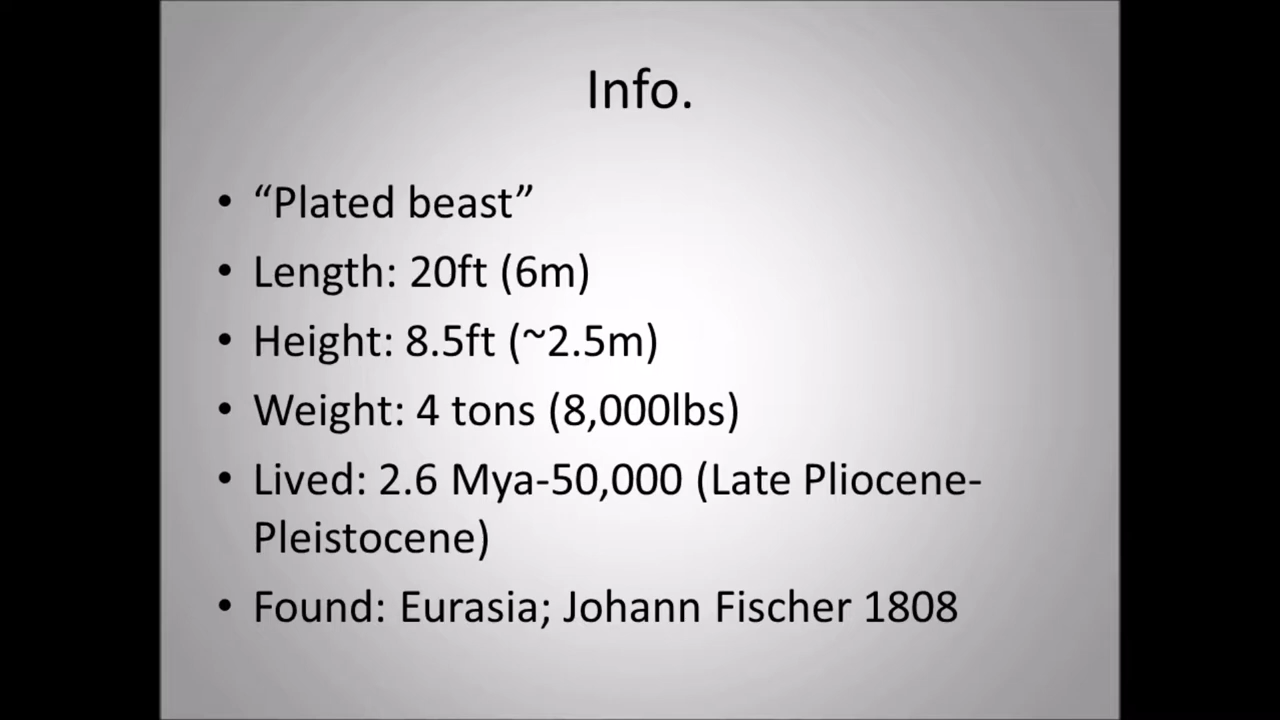 Info.
• “Plated beast”
• Length: 20ft (6m)
• Height: 8.5ft (~2.5m)
• Weight: 4 tons (8,000lbs)
• Lived: 2.6 Mya-50,000 (Late Pliocene-
Pleistocene)
• Found: Eurasia; Johann Fischer 1808